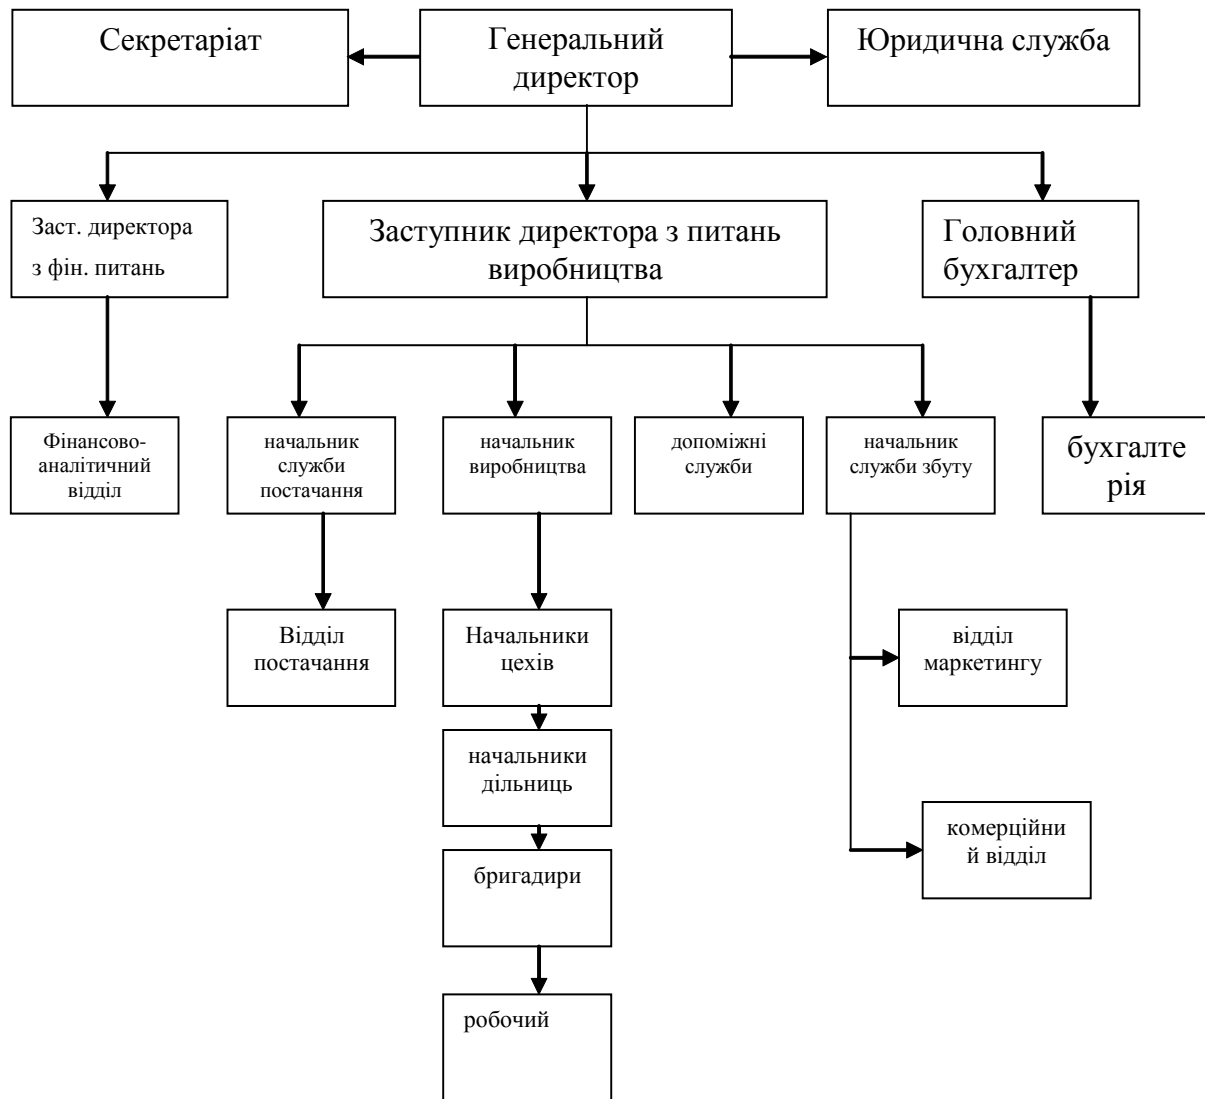 Секретаріат
Генеральний
директор
Юридична служба
Заст. директора
з фін. питань
Заступник директора з питань
виробництва
Головний
бухгалтер
Фінансово-
аналітичний
відділ
начальник
служби
постачання
начальник
виробництва
допоміжні
служби
начальник
служби збуту
бухгалте
рія
Відділ
постачання
Начальники
цехів
відділ
маркетингу
начальники
дільниць
комерційни
й відділ
бригадири
робочий